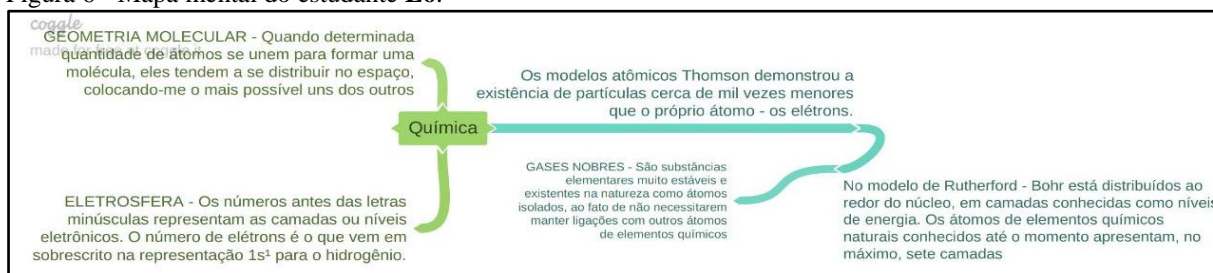 Figura 6 - Mapa mental do estudante E6.
coggle
made for free at coggle.it
GEOMETRIA MOLECULAR - Quando determinada
quantidade de átomos se unem para formar uma
molécula, eles tendem a se distribuir no espaço,
colocando-me o mais possível uns dos outros
Química
ELETROSFERA - Os números antes das letras
minúsculas representam as camadas ou níveis
eletrônicos. O número de elétrons é o que vem em
sobrescrito na representação 1s¹ para o hidrogênio.
Os modelos atômicos Thomson demonstrou a
existência de partículas cerca de mil vezes menores
que o próprio átomo - os elétrons.
No modelo de Rutherford - Bohr está distribuídos ao
redor do núcleo, em camadas conhecidas como níveis
de energia. Os átomos de elementos químicos
naturais conhecidos até o momento apresentam, no
máximo, sete camadas
GASES NOBRES - São substâncias
elementares muito estáveis e
existentes na natureza como átomos
isolados, ao fato de não necessitarem
manter ligações com outros átomos
de elementos químicos